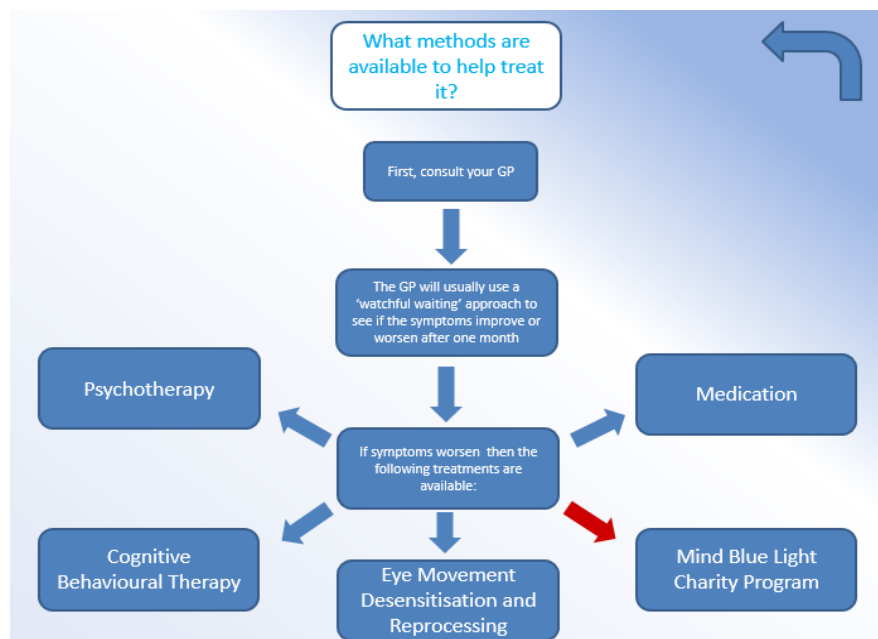 What methods are
available to help treat
it?
First, consult your GP
The GP will usually use a
‘watchful waiting’ approach to
see if the symptoms improve or
worsen after one month
Psychotherapy
Medication
If symptoms worsen  then the
following treatments are
available:
Cognitive
Behavioural Therapy
Eye Movement
Desensitisation and
Reprocessing
Mind Blue Light
Charity Program